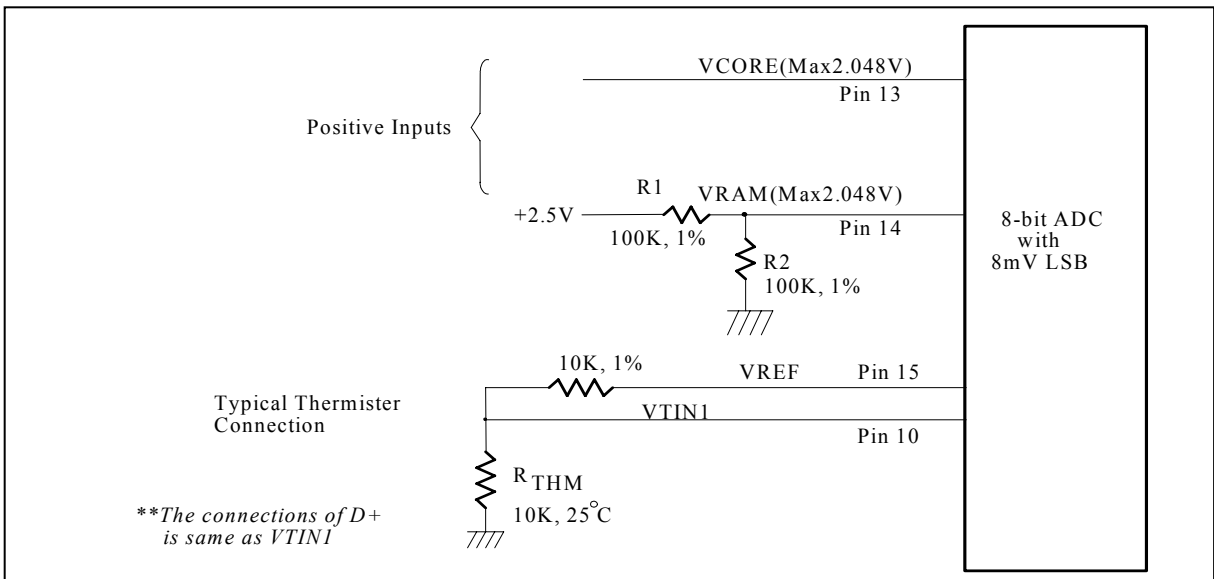 VCORE(Max2.048V)
Pin 13
Positive Inputs
R1
VRAM(Max2.048V)
+2.5V
100K, 1%
Pin 14
R2
100K, 1%
8-bit ADC
with
8mV LSB
10K, 1%
VREF
Pin 15
Typical Thermister
Connection
VTIN1
Pin 10
R THM
10K, 25°C
**The connections of D+
is same as VTIN1